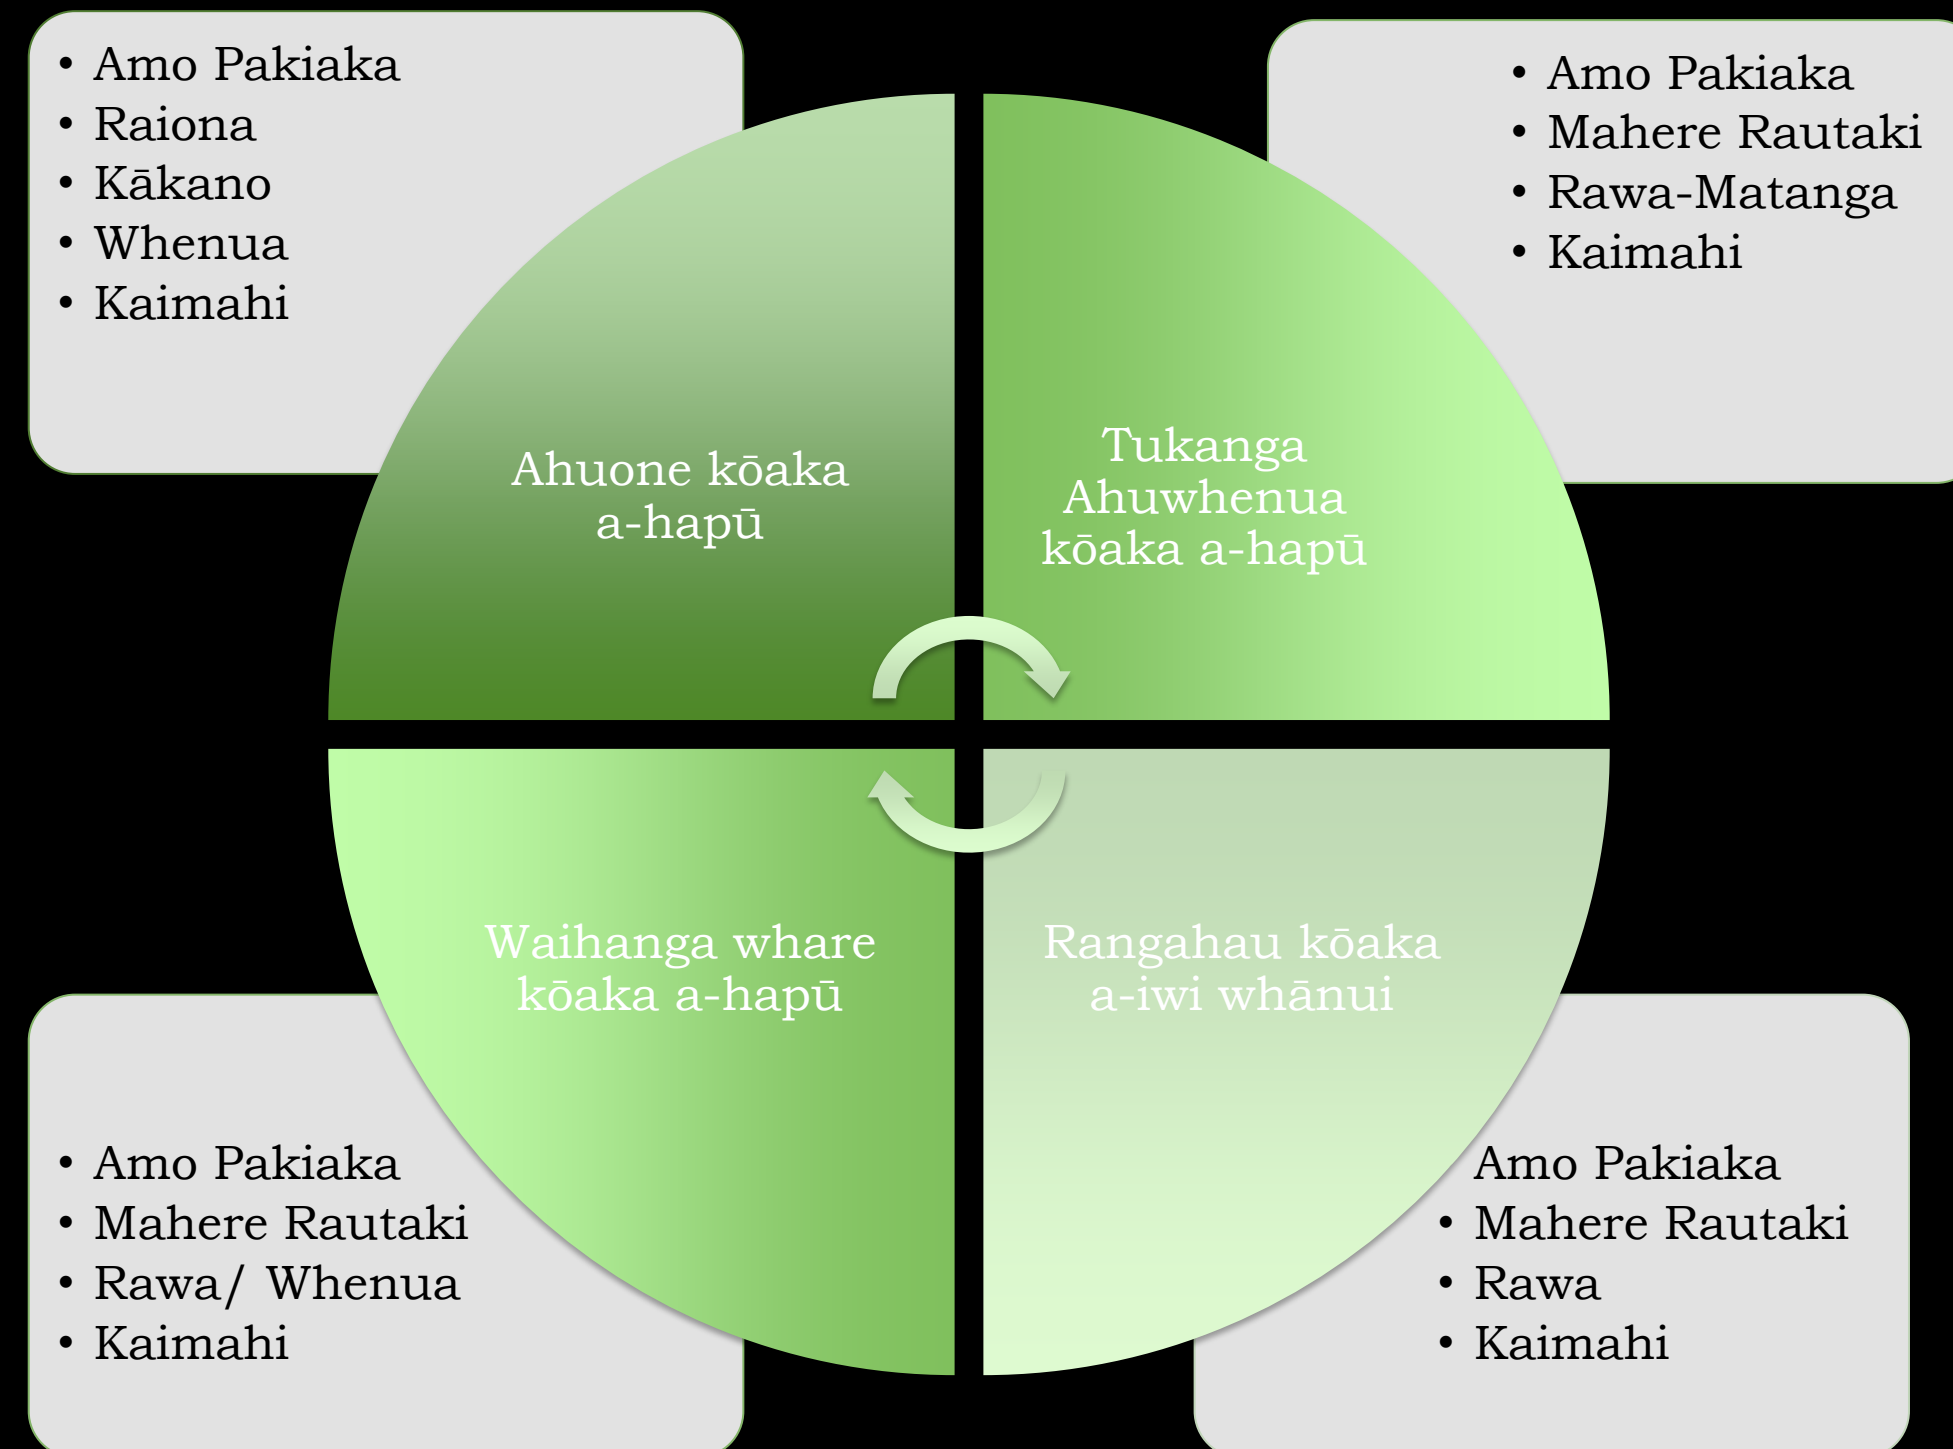 • Amo Pakiaka
• Raiona
• Kākano
• Whenua
• Kaimahi
• Amo Pakiaka
• Mahere Rautaki
• Rawa-Matanga
• Kaimahi
Ahuone kōaka
a-hapū
Tukanga
Ahuwhenua
kōaka a-hapū
Waihanga whare
kōaka a-hapū
Rangahau kōaka
a-iwi whānui
• Amo Pakiaka
• Mahere Rautaki
• Rawa/ Whenua
• Kaimahi
Amo Pakiaka
• Mahere Rautaki
• Rawa
• Kaimahi